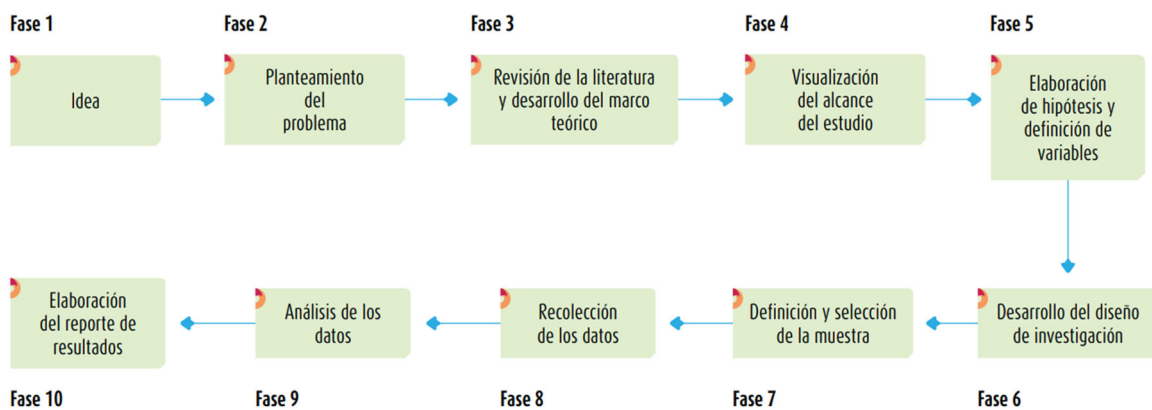 Fase 1
Fase 2
Fase 3
Fase 4
Fase 5
Idea
Planteamiento
del
problema
Revisión de la literatura
y desarrollo del marco
teórico
Visualización
del alcance
del estudio
Elaboración
de hipótesis y
definición de
variables
Elaboración
del reporte de
resultados
Análisis de los
datos
Recolección
de los datos
Definición y selección
de la muestra
Desarrollo del diseño
de investigación
Fase 10
Fase 9
Fase 8
Fase 7
Fase 6